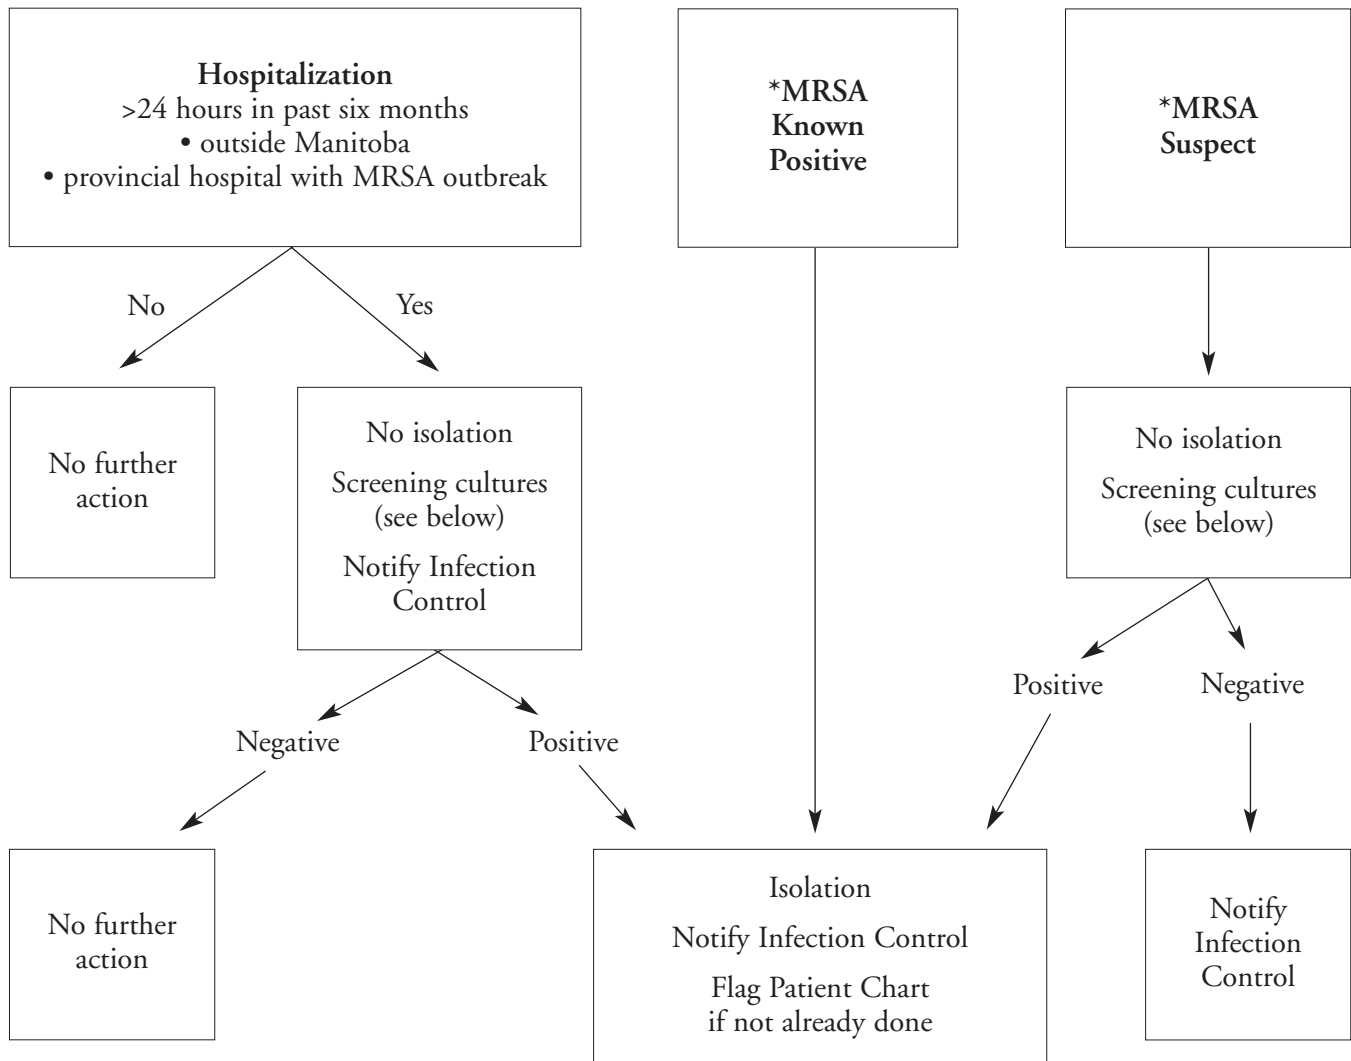 Hospitalization
>24 hours in past six months
• outside Manitoba
• provincial hospital with MRSA outbreak
*MRSA
Known
Positive
*MRSA
Suspect
No
Yes
No further
action
No isolation
Screening cultures
(see below)
Notify Infection
Control
No isolation
Screening cultures
(see below)
Negative
Positive
Positive
Negative
No further
action
Isolation
Notify Infection Control
Flag Patient Chart
if not already done
Notify
Infection
Control